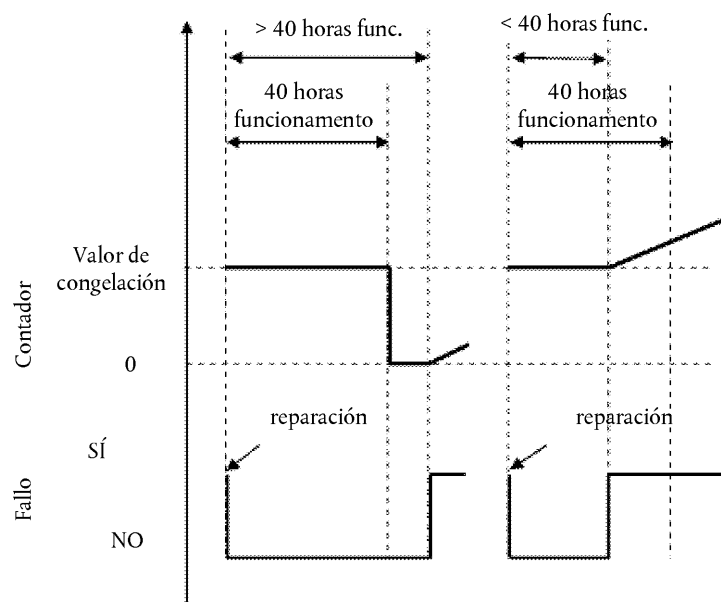 > 40 horas func.
< 40 horas func.
40 horas
funcionamento
40 horas
funcionamento
Valor de
congelación
Contador
0
reparación
reparación
SÍ
Fallo
NO